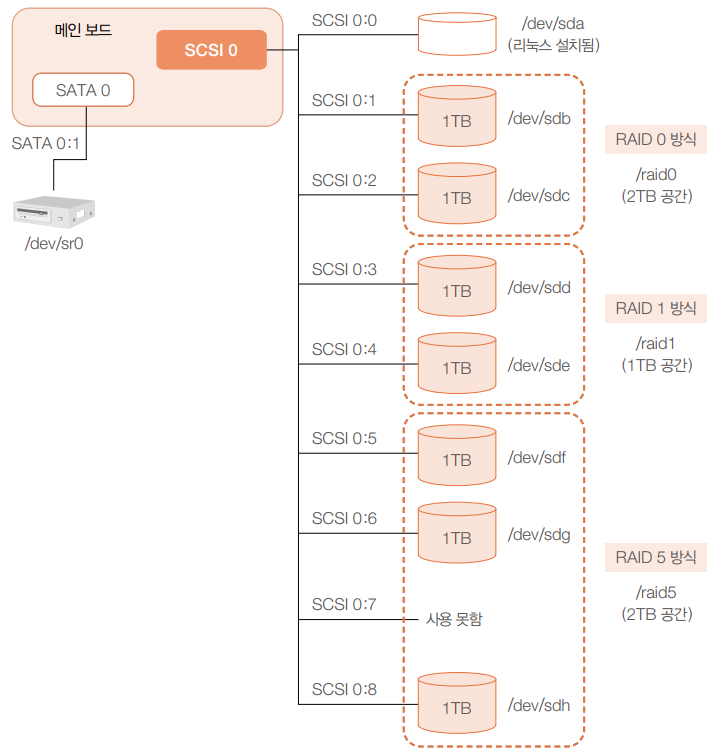 메인 보드
SCSI 0
SATA 0
SATA 0:1
/dev/sr0
SCSI 0:0
/dev/sda
(리눅스 설치됨)
SCSI 0:1
1TB
/dev/sdb
SCSI 0:2
1TB
/dev/sdc
RAID 0 방식
/raid0
(2TB 공간)
SCSI 0:3
1TB
/dev/sdd
SCSI 0:4
1TB
/dev/sde
RAID 1 방식
/raid1
(1TB 공간)
SCSI 0:5
1TB
/dev/sdf
SCSI 0:6
1TB
/dev/sdg
SCSI 0:7
사용 못함
SCSI 0:8
1TB
/dev/sdh
RAID 5 방식
/raid5
(2TB 공간)